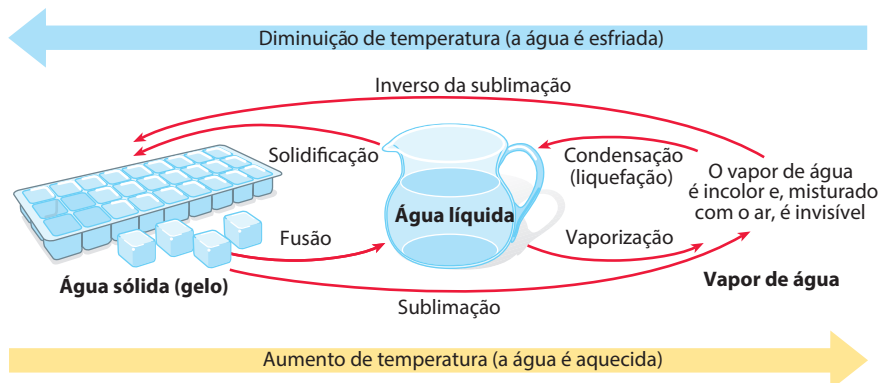 Diminuição de temperatura (a água é esfriada)
Inverso da sublimação
Solidificação
Condensação
(liquefação)
O vapor de água
é incolor e, misturado
com o ar, é invisível
Água líquida
Fusão
Vaporização
Água sólida (gelo)
Vapor de água
Sublimação
Aumento de temperatura (a água é aquecida)